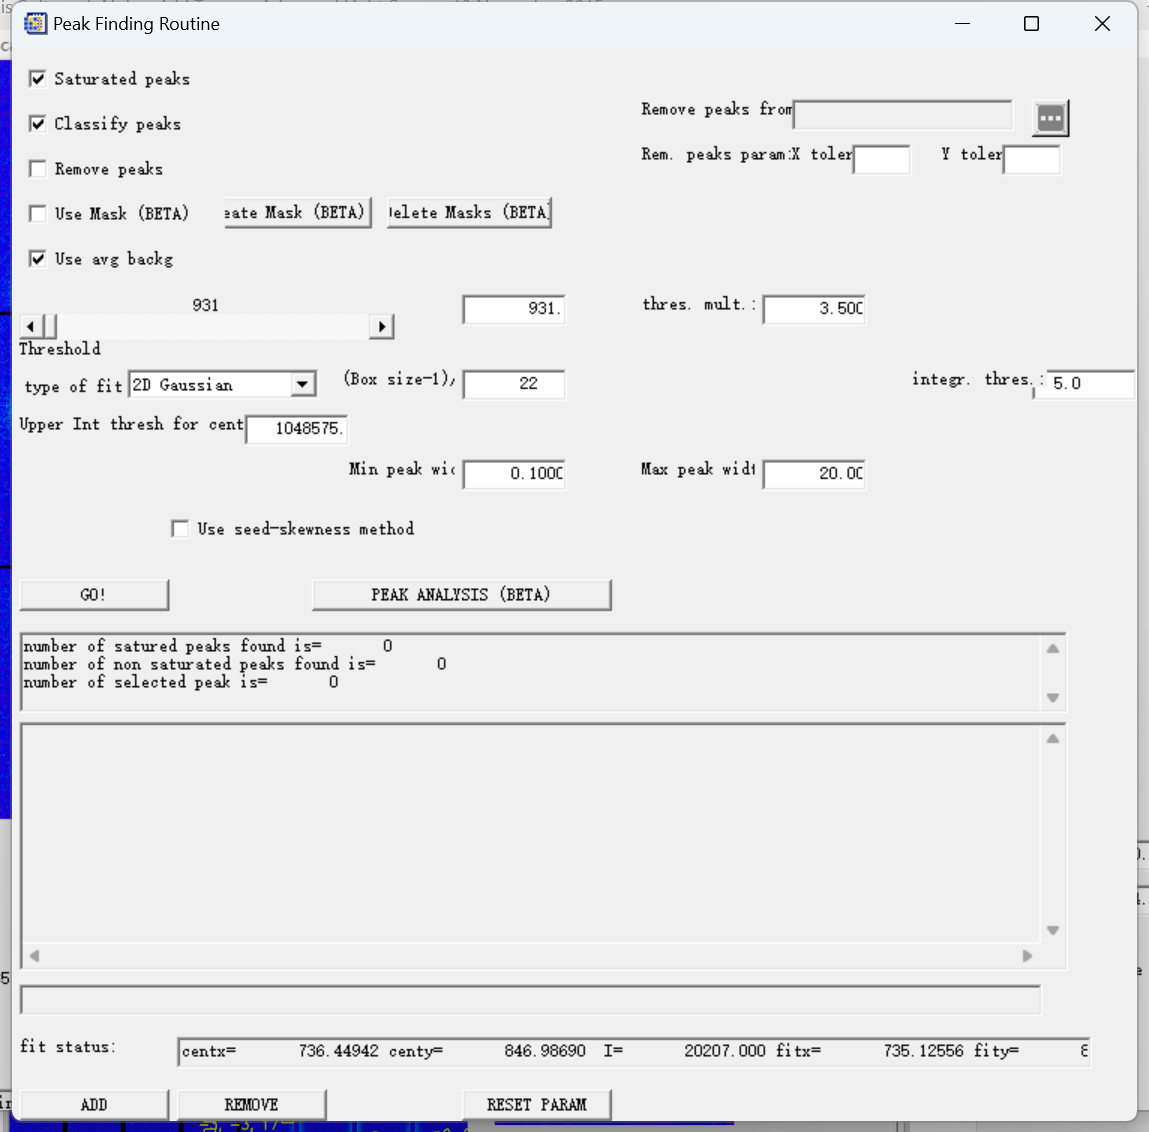 Peak Finding Routine
Saturated peaks
Classify peaks
Remove peaks from
Rem. peaks param:X toler Y toler
Remove peaks
Use Mask (BETA) eate Mask (BETA) elete Masks (BETA)
Use avg backg
931
931. thres. mult.: 3.500
Threshold
type of fit 2D Gaussian (Box size-1)/ 22 integr. thres.: 5.0
Upper Int thresh for cent 1048575.
Min peak wi 0.1000 Max peak widt 20.00
Use seed-skewness method
GO! PEAK ANALYSIS (BETA)
number of satured peaks found is= 0
number of non saturated peaks found is= 0
number of selected peak is= 0
fit status: centx= 736.44942 centy= 846.98690 I= 20207.000 fitx= 735.12556 fity= 8
ADD REMOVE RESET PARAM